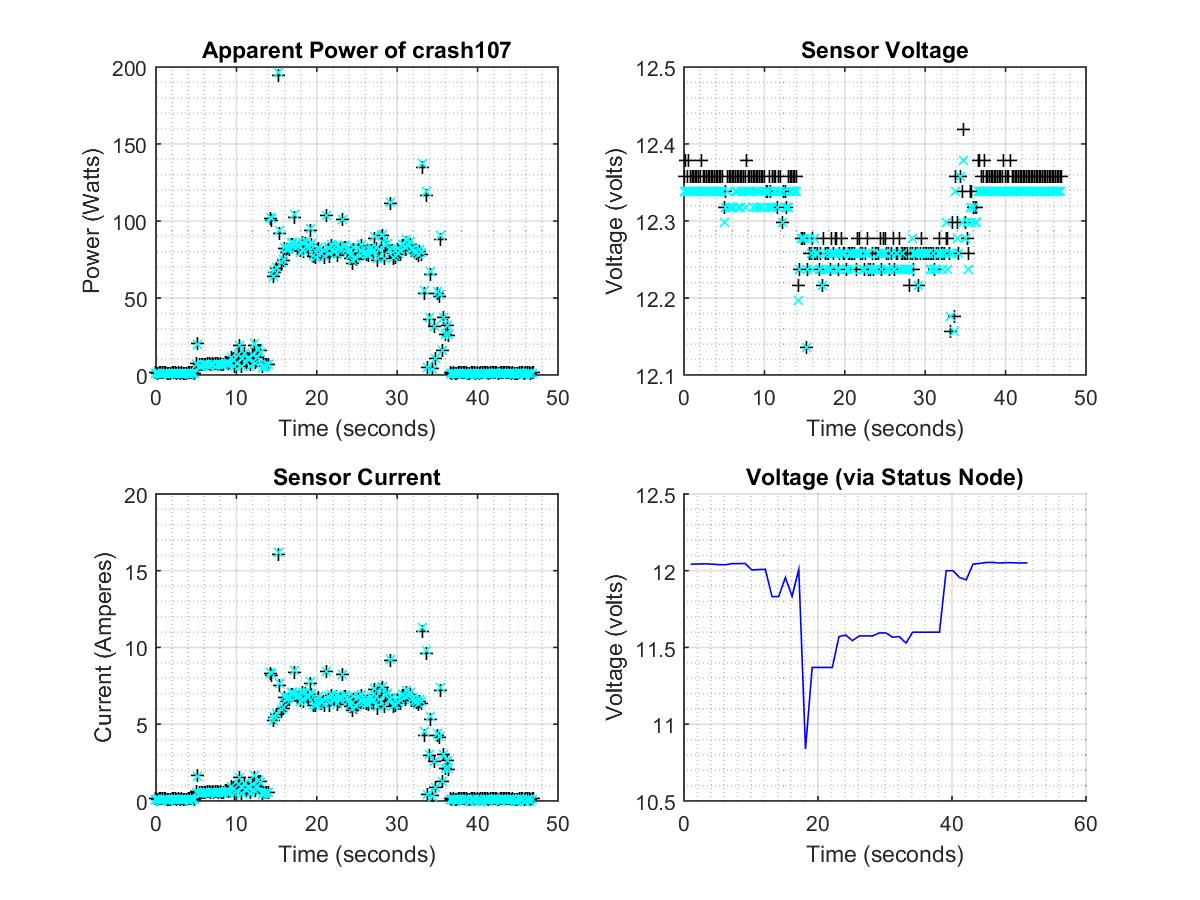 Apparent Power of crash107
200
150
100
50
0
Power (Watts)
0 10 20 30 40 50
Time (seconds)
Sensor Voltage
12.5
12.4
12.3
12.2
12.1
Voltage (volts)
0 10 20 30 40 50
Time (seconds)
Sensor Current
20
15
10
5
0
Current (Amperes)
0 10 20 30 40 50
Time (seconds)
Voltage (via Status Node)
12.5
12
11.5
11
10.5
Voltage (volts)
0 20 40 60
Time (seconds)